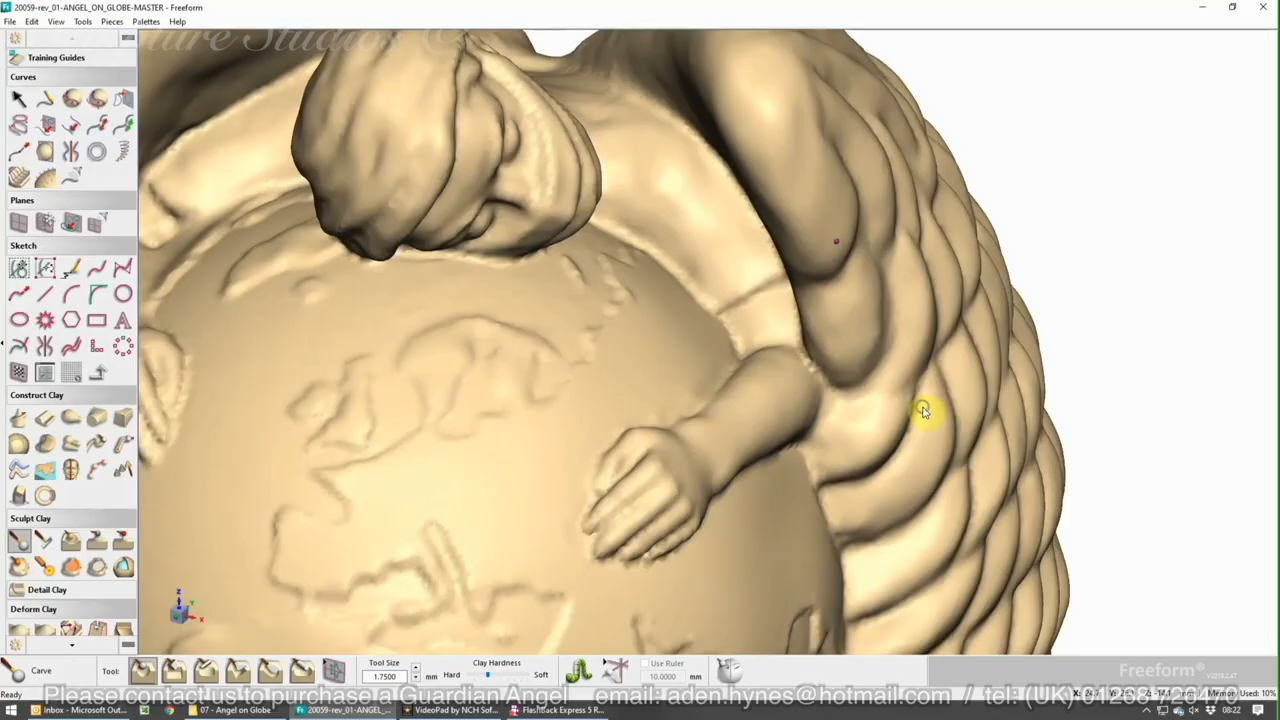 20059-rev_01-ANGEL_ON_GLOBE-MASTER - Freeform
File Edit View Tools Pieces Palettes Help
Studios ©
Training Guides
Curves
Planes
Sketch
Construct Clay
Sculpt Clay
Detail Clay
Deform Clay
Z
Y
X
Carve
Tool:
Tool Size
1.7500
mm
Clay Hardness
Hard
Soft
Use Ruler
10.0000
mm
Freeform®
Ready
Memory Used: 10%
Please contact us to purchase a Guardian Angel email: aden.hynes@hotmail.com / tel: (UK)
Inbox - Microsoft Out...
07 - Angel on Globe
20059-rev_01-ANGEL_...
VideoPad by NCH Sof...
FlashBack Express 5 R...
08:22